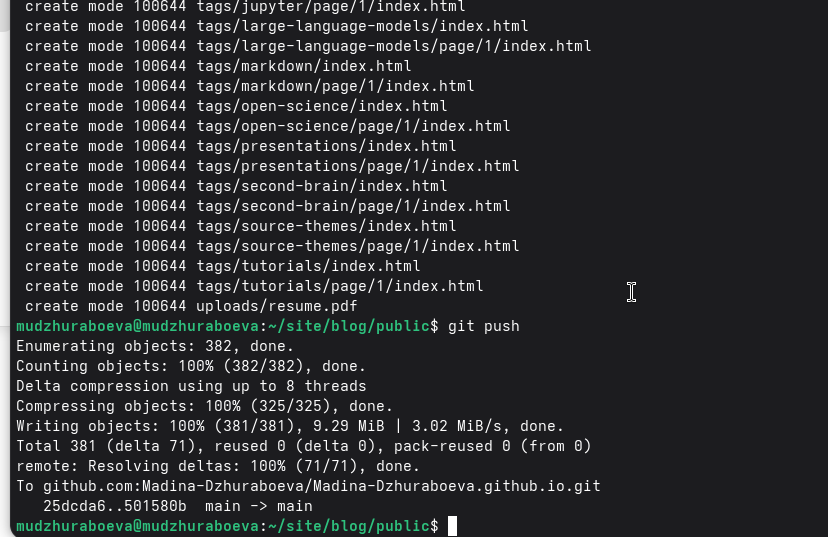 create mode 100644 tags/jupyter/page/1/index.html
create mode 100644 tags/large-language-models/index.html
create mode 100644 tags/large-language-models/page/1/index.html
create mode 100644 tags/markdown/index.html
create mode 100644 tags/markdown/page/1/index.html
create mode 100644 tags/open-science/index.html
create mode 100644 tags/open-science/page/1/index.html
create mode 100644 tags/presentations/index.html
create mode 100644 tags/presentations/page/1/index.html
create mode 100644 tags/second-brain/index.html
create mode 100644 tags/second-brain/page/1/index.html
create mode 100644 tags/source-themes/index.html
create mode 100644 tags/source-themes/page/1/index.html
create mode 100644 tags/tutorials/index.html
create mode 100644 tags/tutorials/page/1/index.html
create mode 100644 uploads/resume.pdf
mudzhuraboeva@mudzhuraboeva:~/site/blog/public$ git push
Enumerating objects: 382, done.
Counting objects: 100% (382/382), done.
Delta compression using up to 8 threads
Compressing objects: 100% (325/325), done.
Writing objects: 100% (381/381), 9.29 MiB | 3.02 MiB/s, done.
Total 381 (delta 71), reused 0 (delta 0), pack-reused 0 (from 0)
remote: Resolving deltas: 100% (71/71), done.
To github.com:Madina-Dzhuraboeva/Madina-Dzhuraboeva.github.io.git
   25dcda6..501580b  main -> main
mudzhuraboeva@mudzhuraboeva:~/site/blog/public$